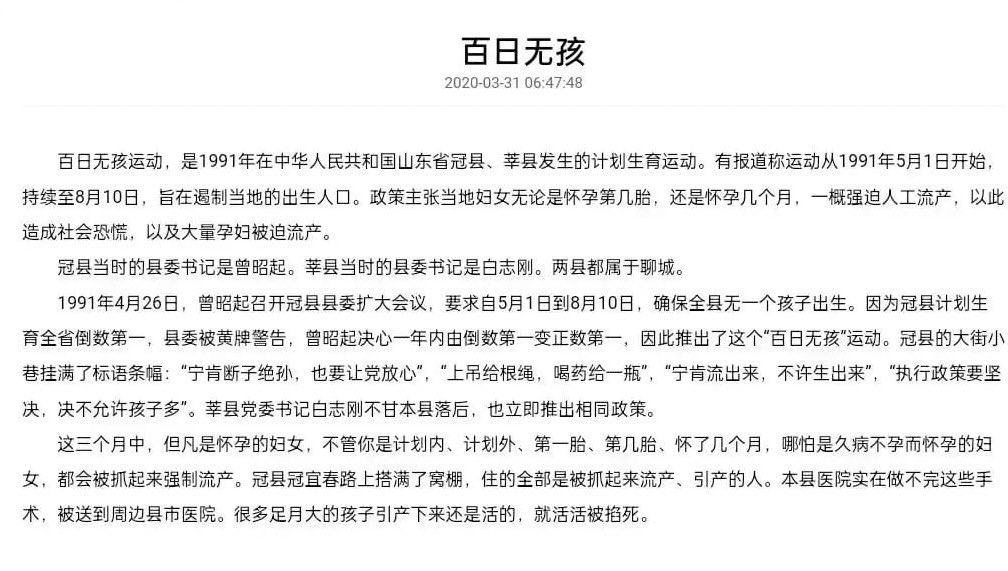 百日无孩
2020-03-31 06:47:48
百日无孩运动，是1991年在中华人民共和国山东省冠县、莘县发生的计划生育运动。有报道称运动从1991年5月1日开始，
持续至8月10日，旨在遏制当地的出生人口。政策主张当地妇女无论是怀孕第几胎，还是怀孕几个月，一概强迫人工流产，以此
造成社会恐慌，以及大量孕妇被迫流产。
冠县当时的县委书记是曾昭起。莘县当时的县委书记是白志刚。两县都属于聊城。
1991年4月26日，曾昭起召开冠县县委扩大会议，要求自5月1日到8月10日，确保全县无一个孩子出生。因为冠县计划生
育全省倒数第一，县委被黄牌警告，曾昭起决心一年内由倒数第一变正数第一，因此推出了这个“百日无孩”运动。冠县的大街小
巷挂满了标语条幅：“宁肯断子绝孙，也要让党放心”，“上吊给根绳，喝药给一瓶”，“宁肯流出来，不许生出来”，“执行政策要坚
决，决不允许孩子多”。莘县党委书记白志刚不甘本县落后，也立即推出相同政策。
这三个月中，但凡是怀孕的妇女，不管你是计划内、计划外、第一胎、第几胎、怀了几个月，哪怕是久病不孕而怀孕的妇
女，都会被抓起来强制流产。冠县冠宜春路上搭满了窝棚，住的全部是被抓起来流产、引产的人。本县医院实在做不完这些手
术，被送到周边县市医院。很多足月大的孩子引产下来还是活的，就活活被掐死。